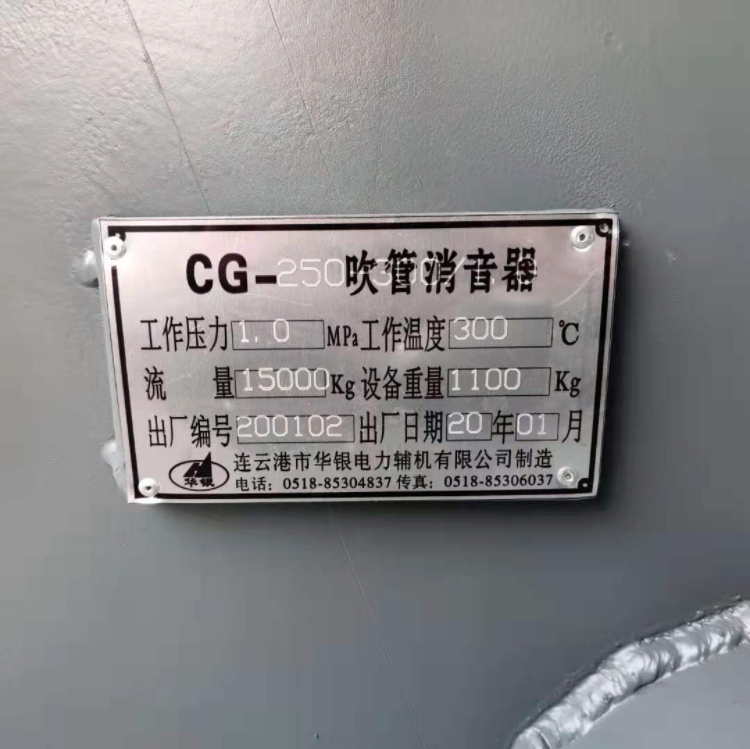 CG-250 吹管消音器
工作压力 1.0 MPa 工作温度 300 ℃
流量 15000 Kg 设备重量 1100 Kg
出厂编号 200102 出厂日期 20 年 01 月
华银 连云港市华银电力辅机有限公司制造
电话：0518-85304837 传真：0518-85306037